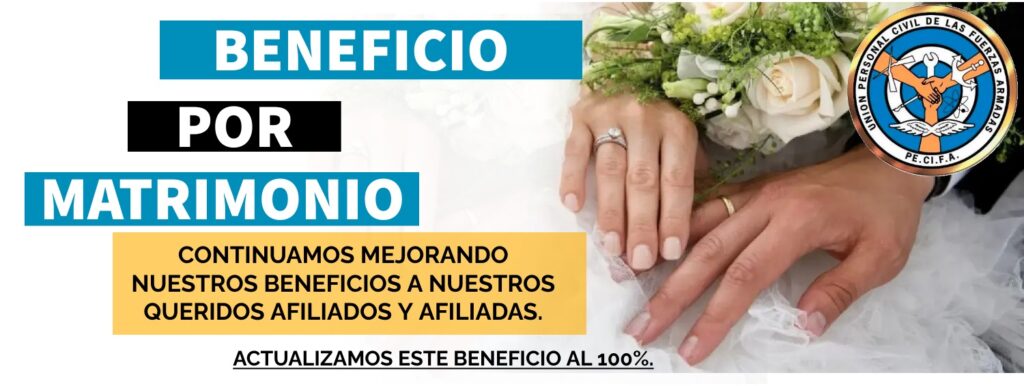 BENEFICIO
POR
MATRIMONIO
CONTINUAMOS MEJORANDO
NUESTROS BENEFICIOS A NUESTROS
QUERIDOS AFILIADOS Y AFILIADAS.
ACTUALIZAMOS ESTE BENEFICIO AL 100%.
UNION PERSONAL CIVIL DE LAS FUERZAS ARMADAS
PE.CI.F.A.